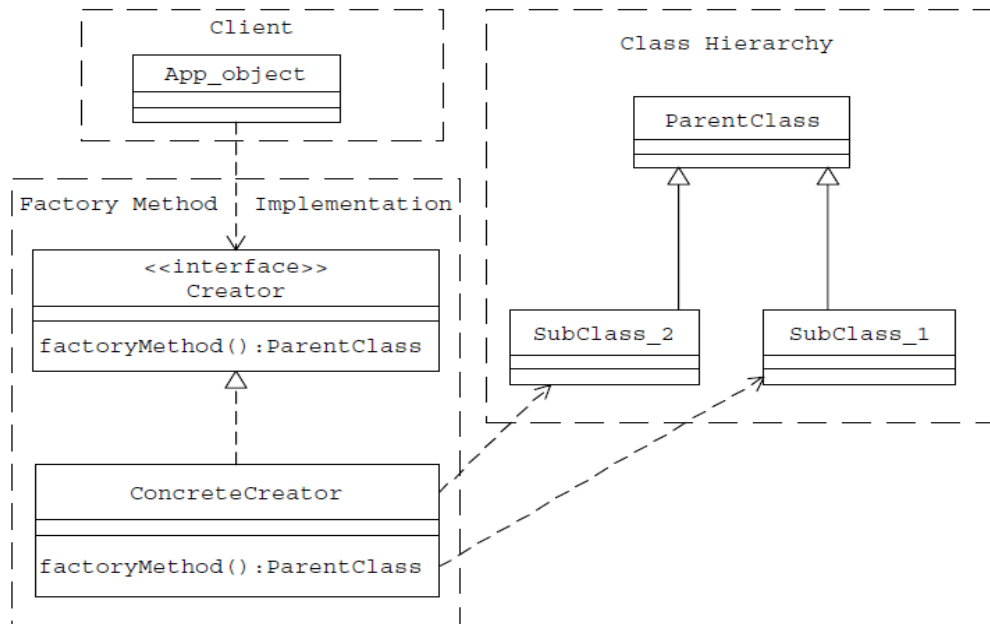 Client
App_object
Factory Method Implementation
<<interface>>
Creator
factoryMethod():ParentClass
ConcreteCreator
factoryMethod():ParentClass
Class Hierarchy
ParentClass
SubClass_2
SubClass_1